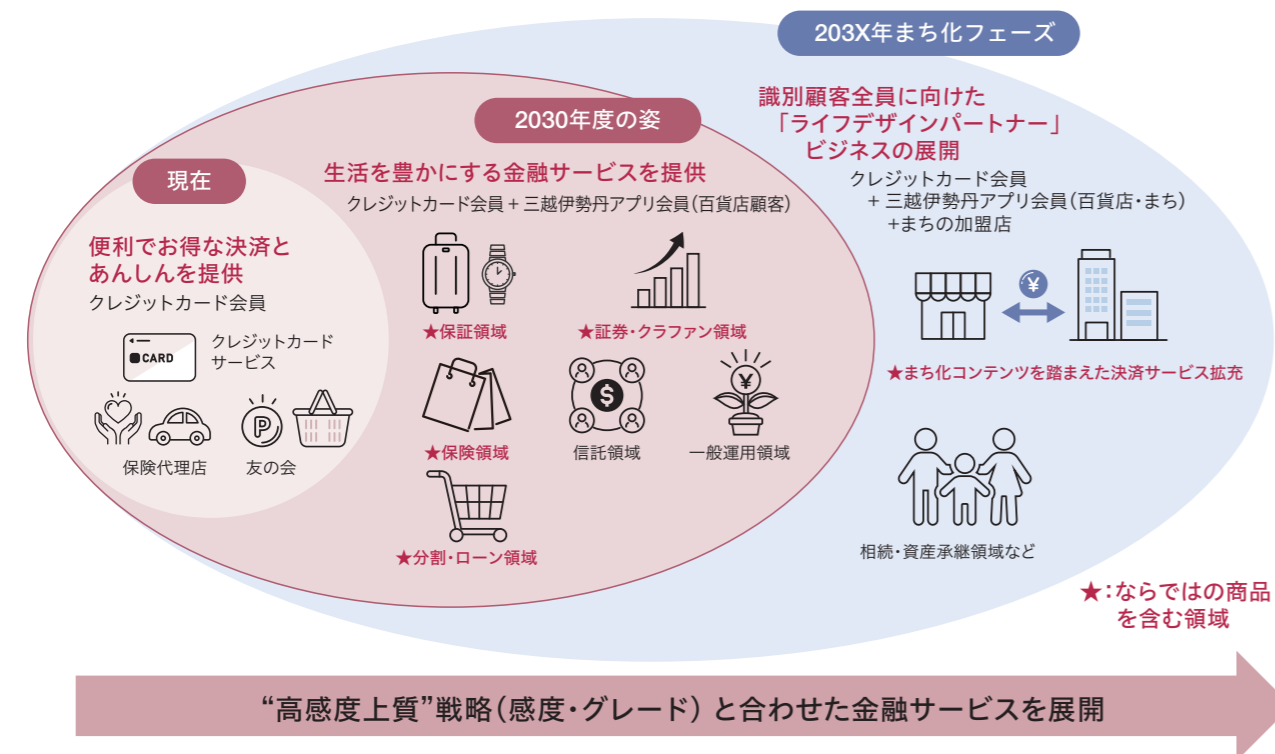 203X年まち化フェーズ
識別顧客全員に向けた
「ライフデザインパートナー」
ビジネスの展開
クレジットカード会員
+ 三越伊勢丹アプリ会員(百貨店・まち)
+まちの加盟店
¥
★まち化コンテンツを踏まえた決済サービス拡充
相続・資産承継領域など
2030年度の姿
生活を豊かにする金融サービスを提供
クレジットカード会員 + 三越伊勢丹アプリ会員(百貨店顧客)
★保証領域
★証券・クラファン領域
$
¥
★保険領域
信託領域
一般運用領域
★分割・ローン領域
現在
便利でお得な決済と
あんしんを提供
クレジットカード会員
CARD
クレジットカード
サービス
P
保険代理店
友の会
★:ならではの商品
を含む領域
“高感度上質”戦略(感度・グレード) と合わせた金融サービスを展開